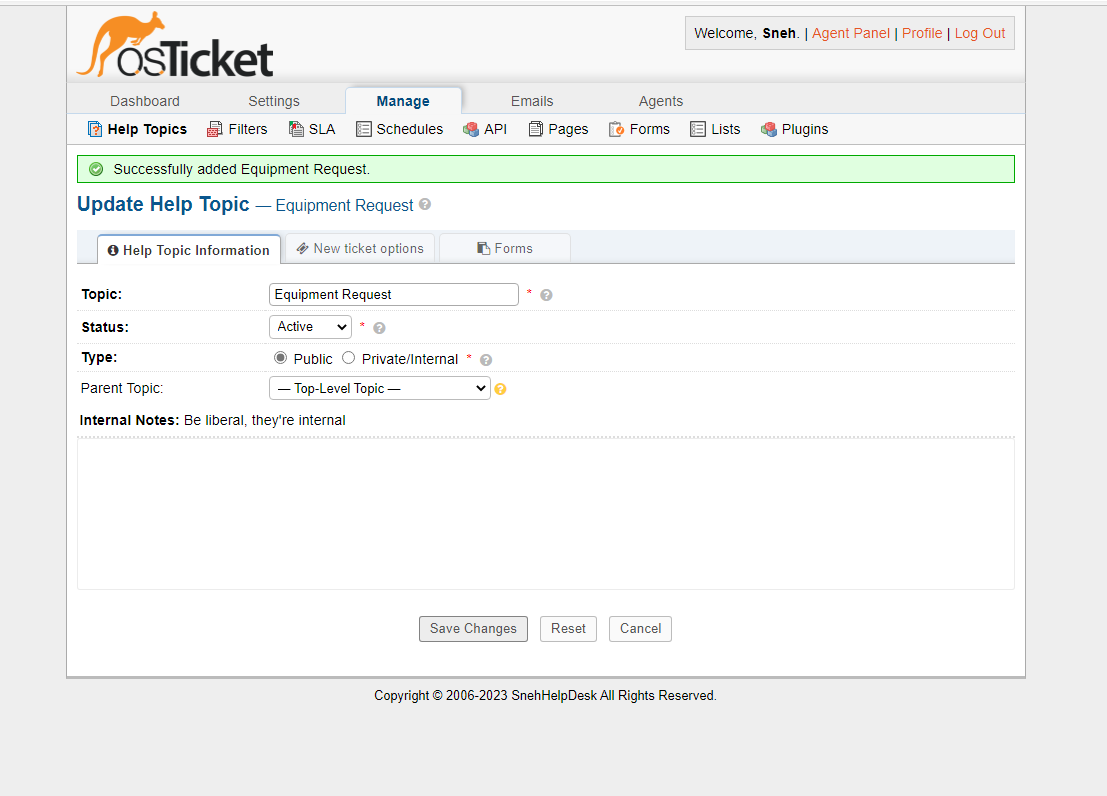 osTicket
Welcome, Sneh. | Agent Panel | Profile | Log Out
Dashboard Settings Manage Emails Agents
Help Topics Filters SLA Schedules API Pages Forms Lists Plugins
Successfully added Equipment Request.
Update Help Topic — Equipment Request
Help Topic Information New ticket options Forms
Topic: Equipment Request *
Status: Active *
Type: Public Private/Internal *
Parent Topic: — Top-Level Topic —
Internal Notes: Be liberal, they're internal
Save Changes Reset Cancel
Copyright © 2006-2023 SnehHelpDesk All Rights Reserved.